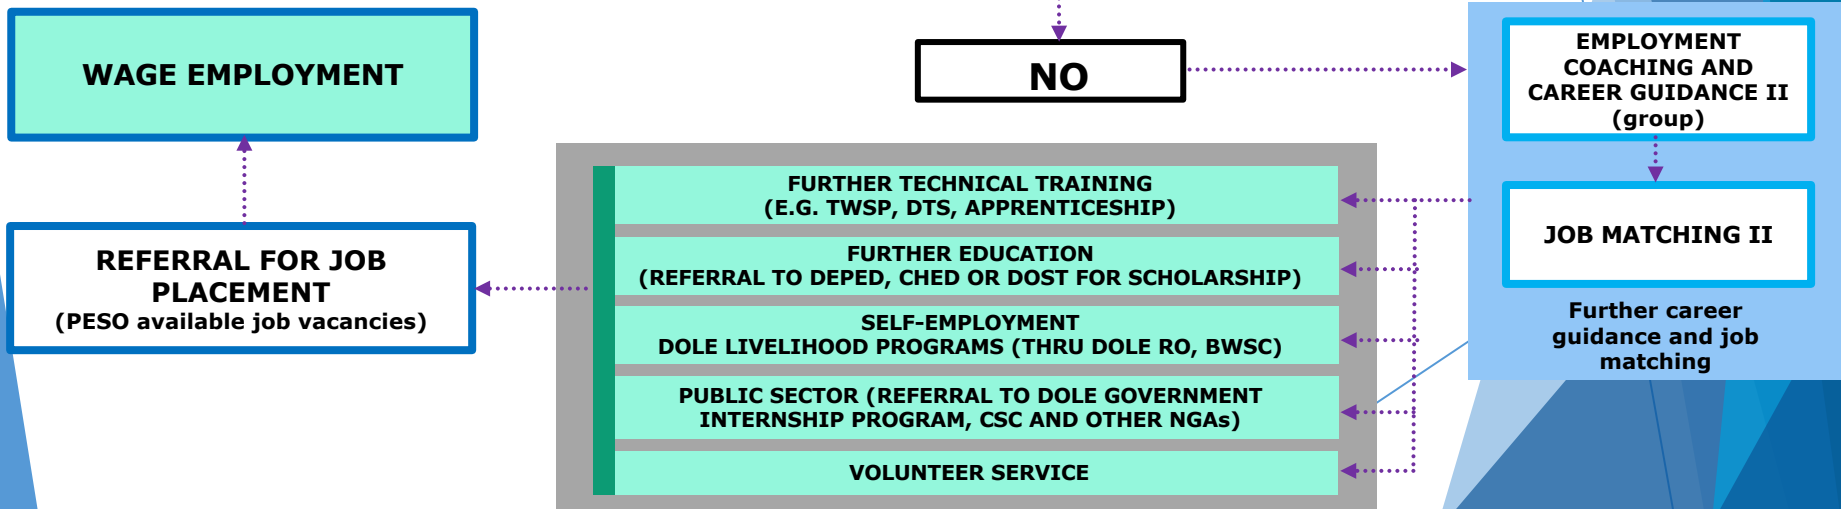 WAGE EMPLOYMENT
NO
EMPLOYMENT
COACHING AND
CAREER GUIDANCE II
(group)
JOB MATCHING II
Further career
guidance and job
matching
FURTHER TECHNICAL TRAINING
(E.G. TWSP, DTS, APPRENTICESHIP)
FURTHER EDUCATION
(REFERRAL TO DEPED, CHED OR DOST FOR SCHOLARSHIP)
SELF-EMPLOYMENT
DOLE LIVELIHOOD PROGRAMS (THRU DOLE RO, BWSC)
PUBLIC SECTOR (REFERRAL TO DOLE GOVERNMENT
INTERNSHIP PROGRAM, CSC AND OTHER NGAs)
VOLUNTEER SERVICE
REFERRAL FOR JOB
PLACEMENT
(PESO available job vacancies)